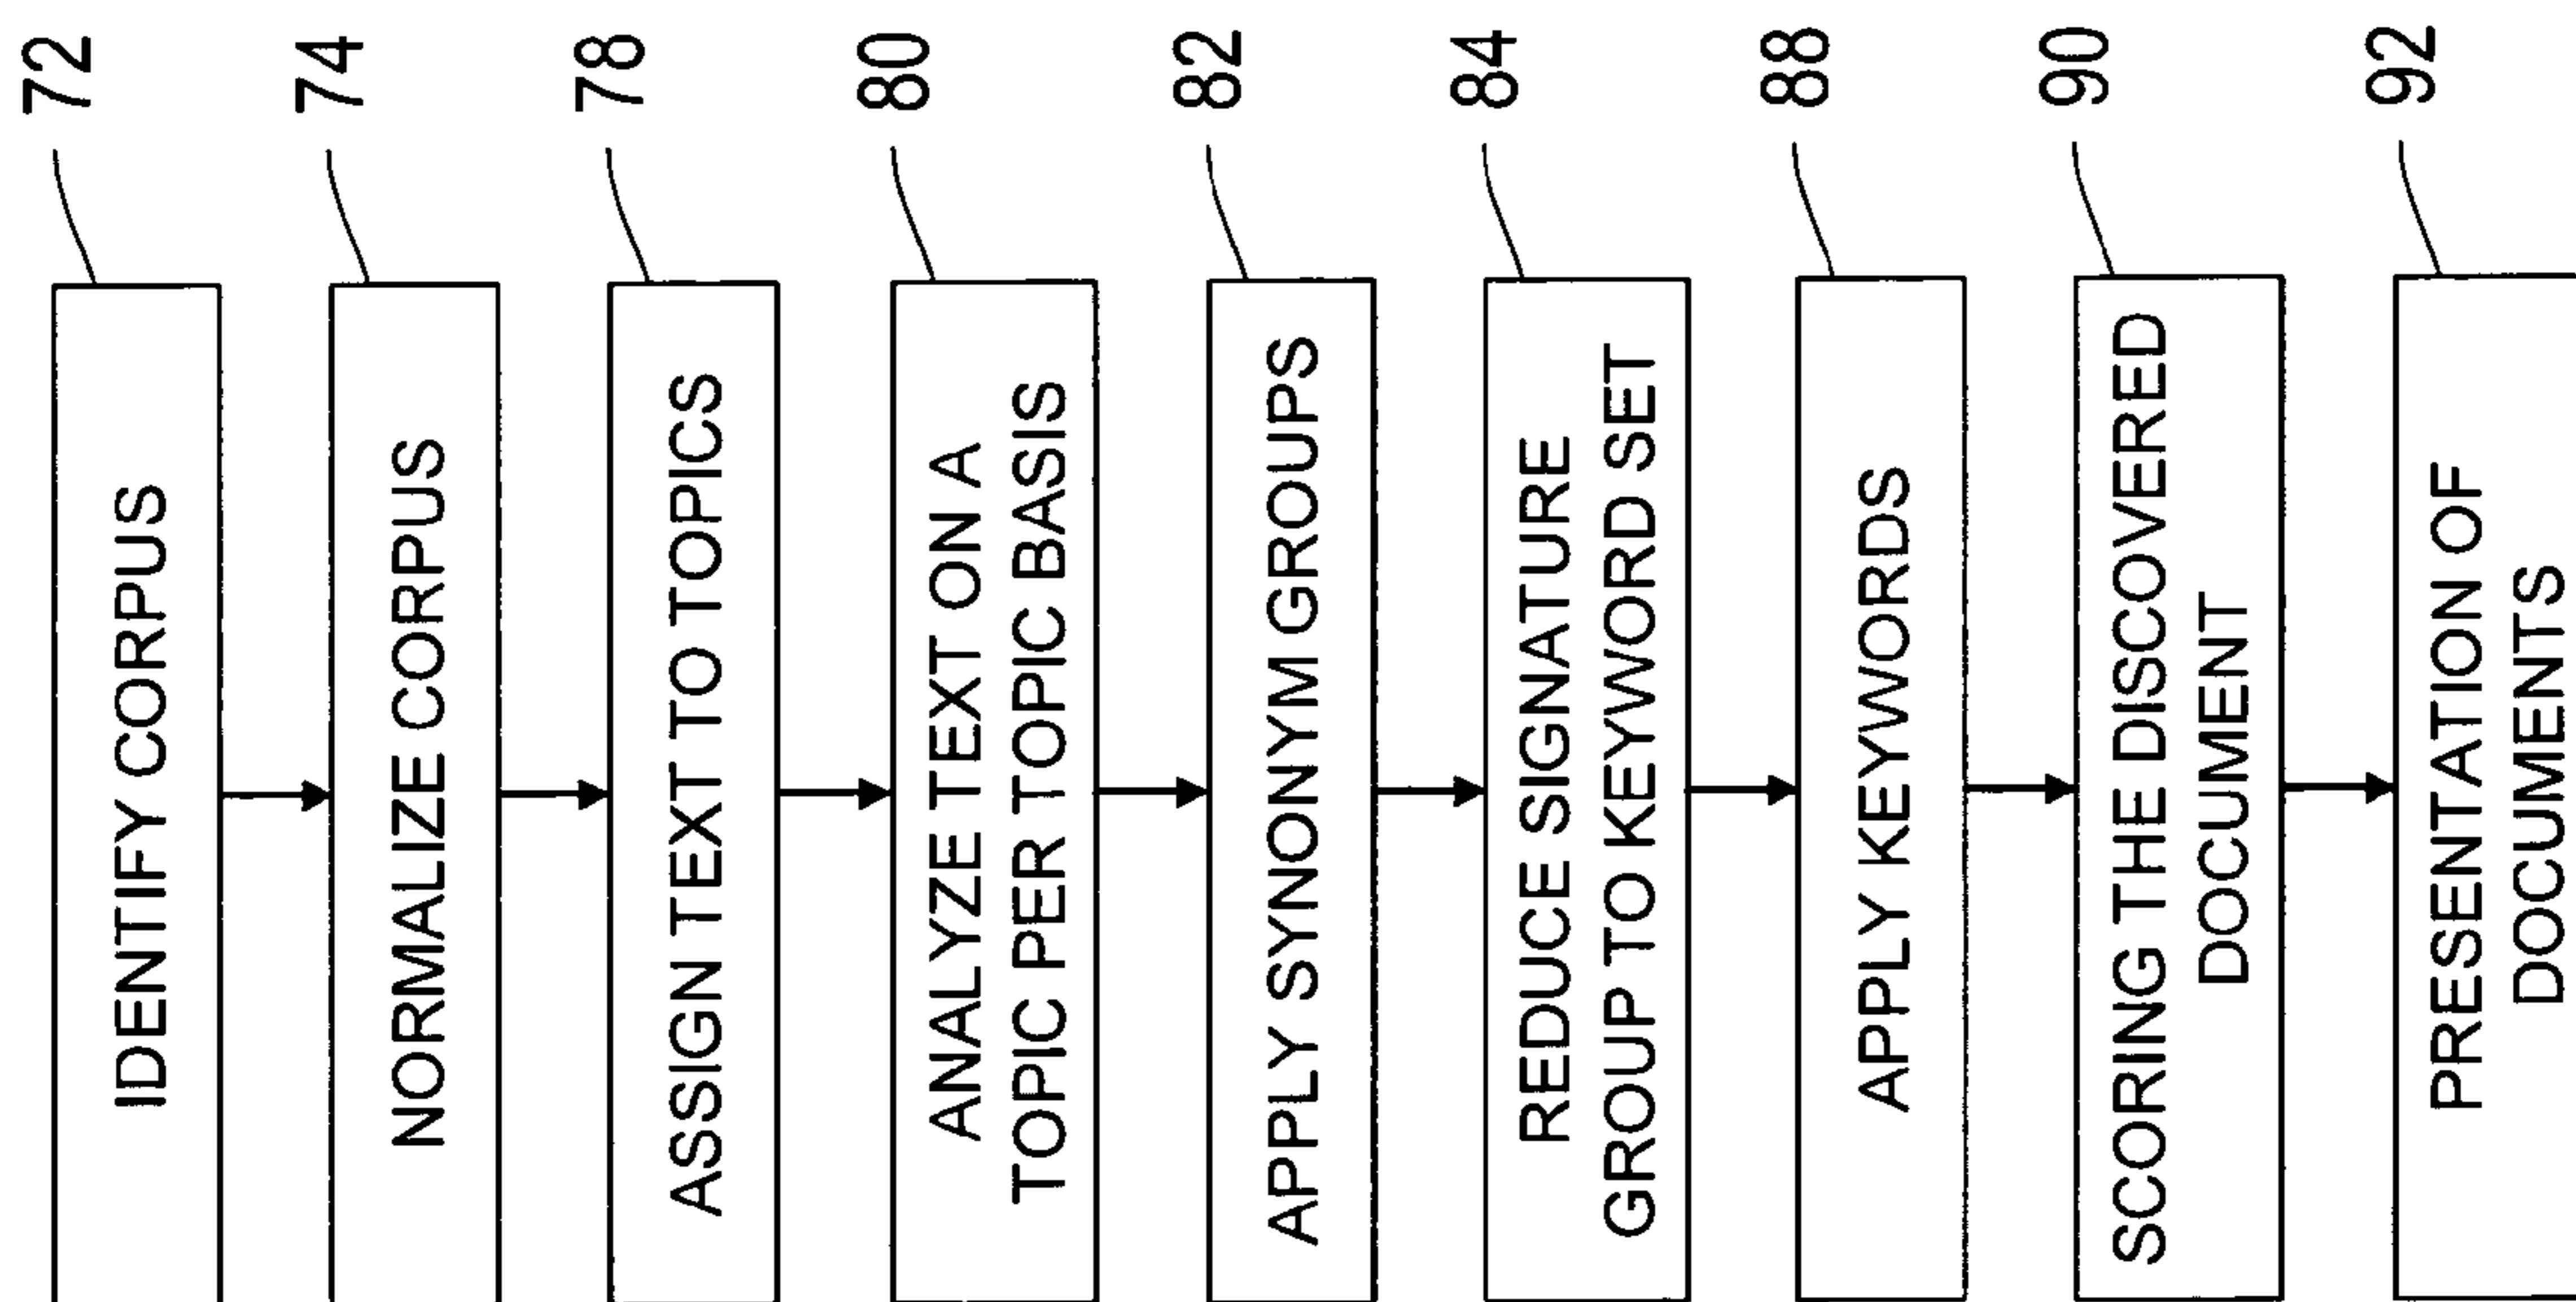 IDENTIFY CORPUS
72
NORMALIZE CORPUS
74
ASSIGN TEXT TO TOPICS
78
ANALYZE TEXT ON A
TOPIC PER TOPIC BASIS
80
APPLY SYNONYM GROUPS
82
REDUCE SIGNATURE
GROUP TO KEYWORD SET
84
APPLY KEYWORDS
88
SCORING THE DISCOVERED
DOCUMENT
90
PRESENTATION OF
DOCUMENTS
92